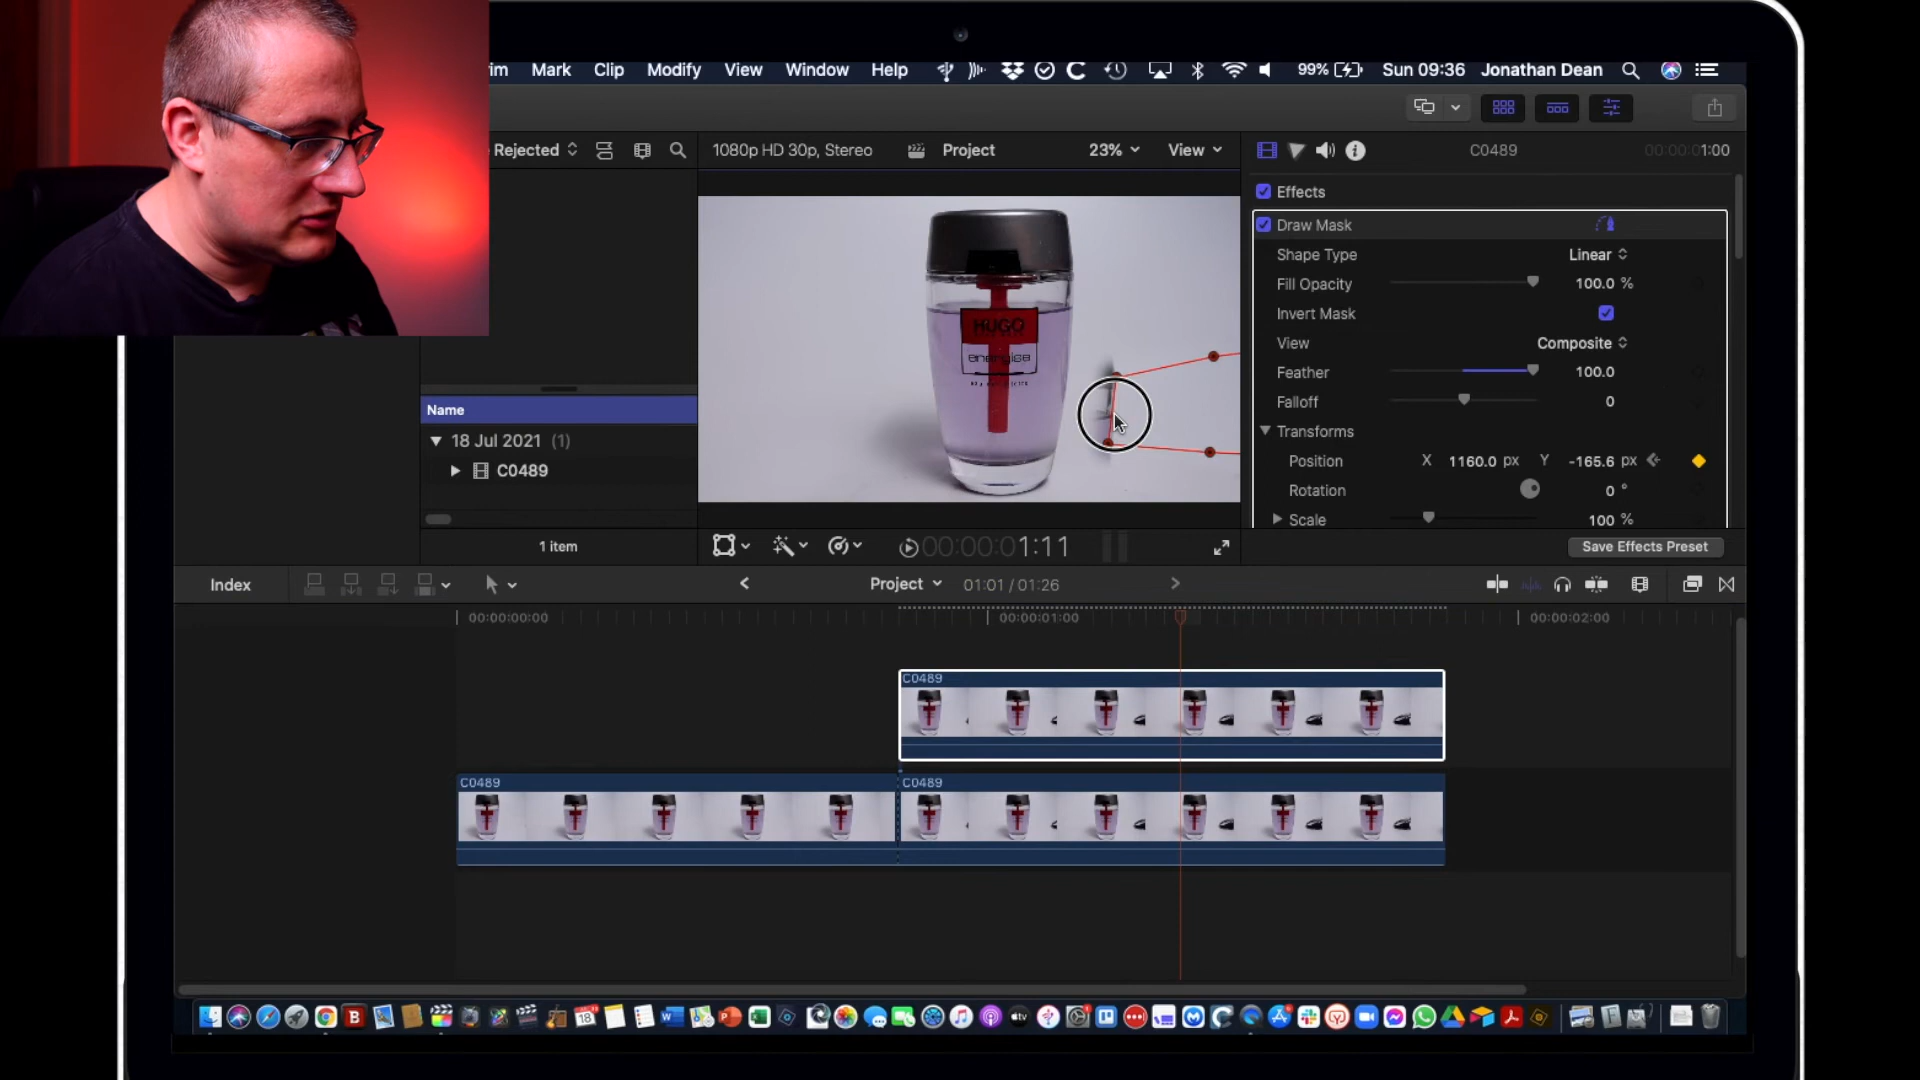 im Mark Clip Modify View Window Help 99% Sun 09:36 Jonathan Dean
Rejected 1080p HD 30p, Stereo Project 23% View C0489 00:00:01:00
Effects
Draw Mask
Shape Type Linear
Fill Opacity 100.0 %
Invert Mask
View Composite
Feather 100.0
Falloff 0
Transforms
Position X 1160.0 px Y -165.6 px
Rotation 0 °
Scale 100 %
HUGO
energise
Name
18 Jul 2021 (1)
C0489
1 item 00:00:01:11 Save Effects Preset
Index Project 01:01 / 01:26
00:00:00:00 00:00:01:00 00:00:02:00
C0489
C0489 C0489
18